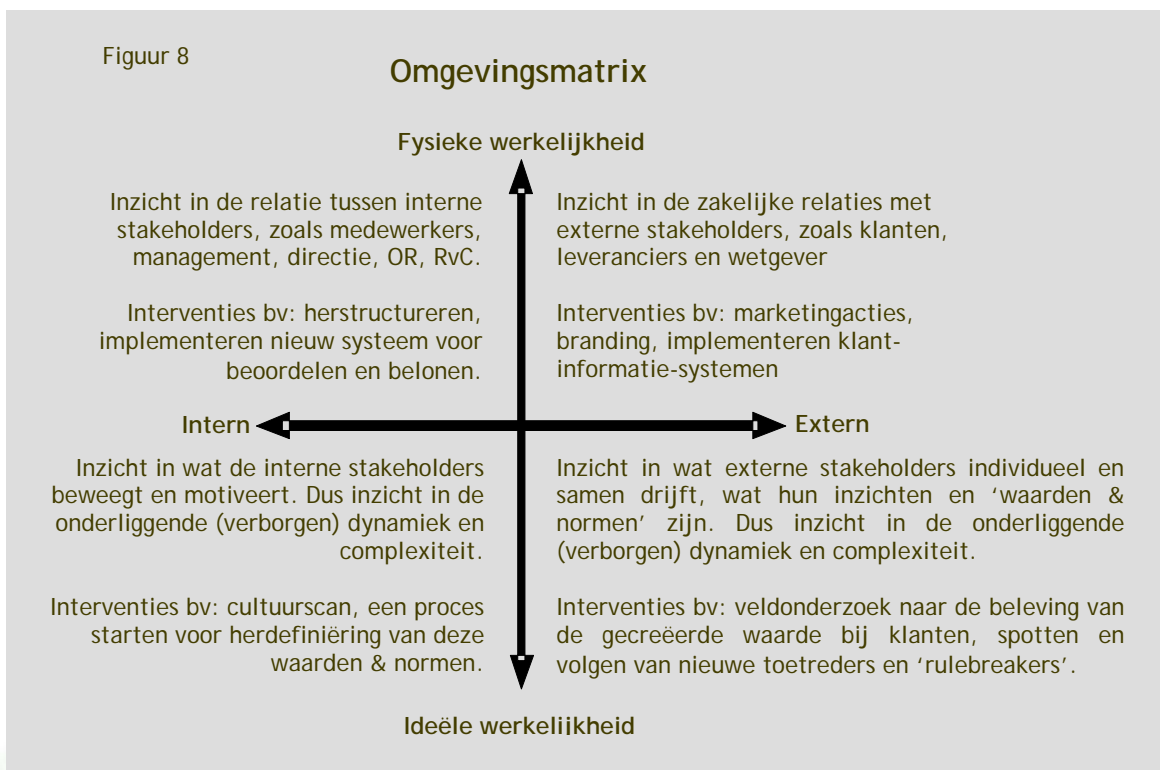 Figuur 8
Omgevingsmatrix
Fysieke werkelijkheid
Inzicht in de relatie tussen interne
stakeholders, zoals medewerkers,
management, directie, OR, RvC.
Interventies bv: herstructureren,
implementeren nieuw systeem voor
beoordelen en belonen.
Inzicht in de zakelijke relaties met
externe stakeholders, zoals klanten,
leveranciers en wetgever
Interventies bv: marketingacties,
branding, implementeren klant-
informatie-systemen
Intern
Extern
Inzicht in wat de interne stakeholders
beweegt en motiveert. Dus inzicht in de
onderliggende (verborgen) dynamiek en
complexiteit.
Interventies bv: cultuurscan, een proces
starten voor herdefiniëring van deze
waarden & normen.
Inzicht in wat externe stakeholders individueel en
samen drijft, wat hun inzichten en ‘waarden &
normen’ zijn. Dus inzicht in de onderliggende
(verborgen) dynamiek en complexiteit.
Interventies bv: veldonderzoek naar de beleving van
de gecreëerde waarde bij klanten, spotten en
volgen van nieuwe toetreders en ‘rulebreakers’.
Ideële werkelijkheid